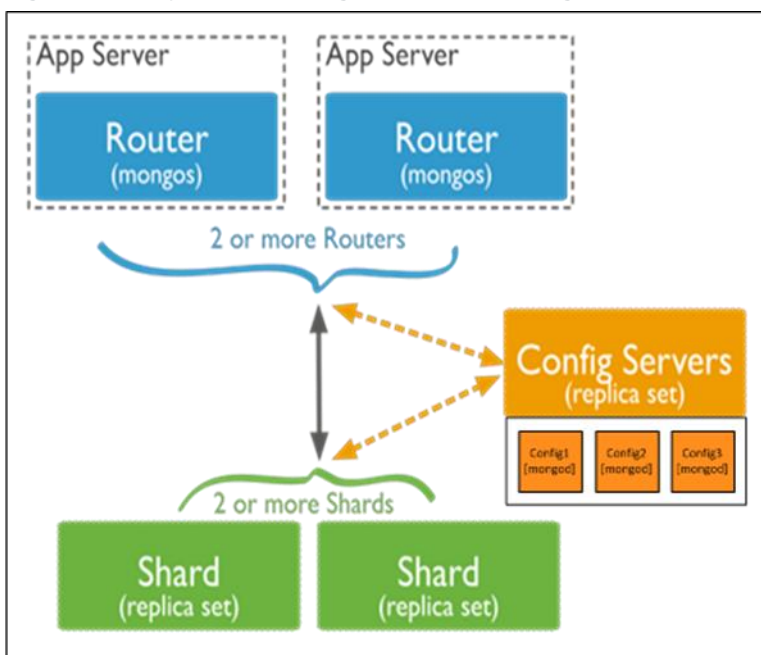 App Server
App Server
Router
(mongos)
Router
(mongos)
2 or more Routers
Config Servers
(replica set)
Config1
[mongod]
Config2
[mongod]
Config3
[mongod]
2 or more Shards
Shard
(replica set)
Shard
(replica set)